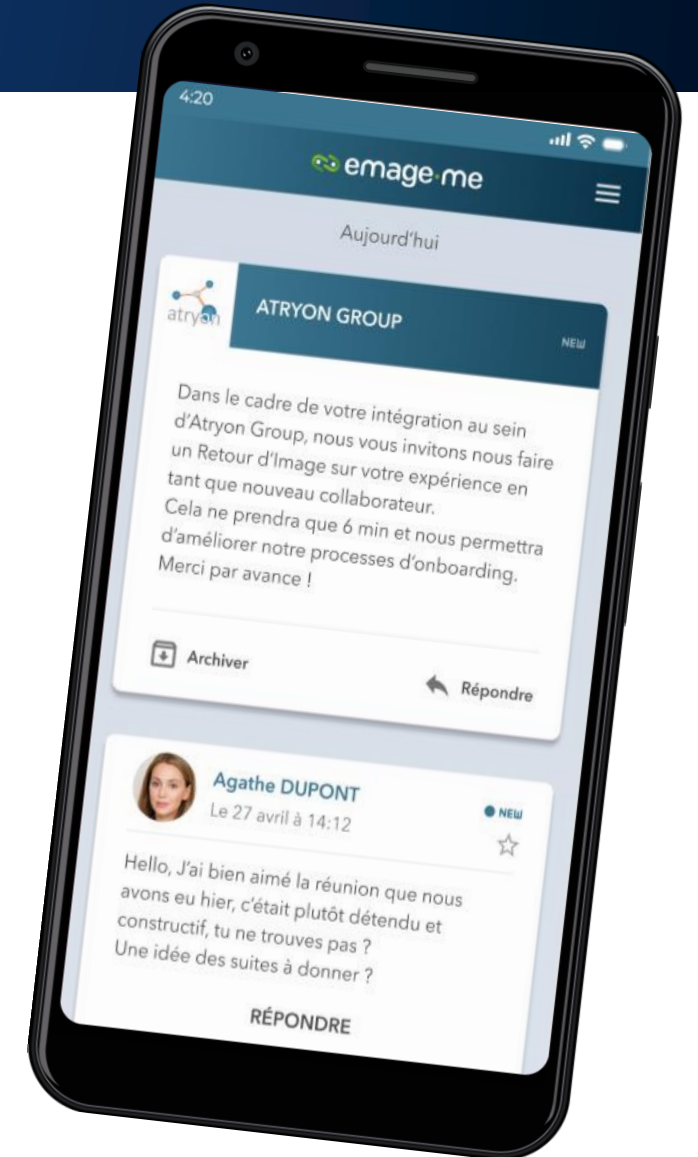 4:20
emage·me
Aujourd'hui
atryon
ATRYON GROUP
NEW
Dans le cadre de votre intégration au sein
d'Atryon Group, nous vous invitons nous faire
un Retour d'Image sur votre expérience en
tant que nouveau collaborateur.
Cela ne prendra que 6 min et nous permettra
d'améliorer notre processes d'onboarding.
Merci par avance !
Archiver
Répondre
Agathe DUPONT
NEW
Le 27 avril à 14:12
Hello, J'ai bien aimé la réunion que nous
avons eu hier, c'était plutôt détendu et
constructif, tu ne trouves pas ?
Une idée des suites à donner ?
RÉPONDRE